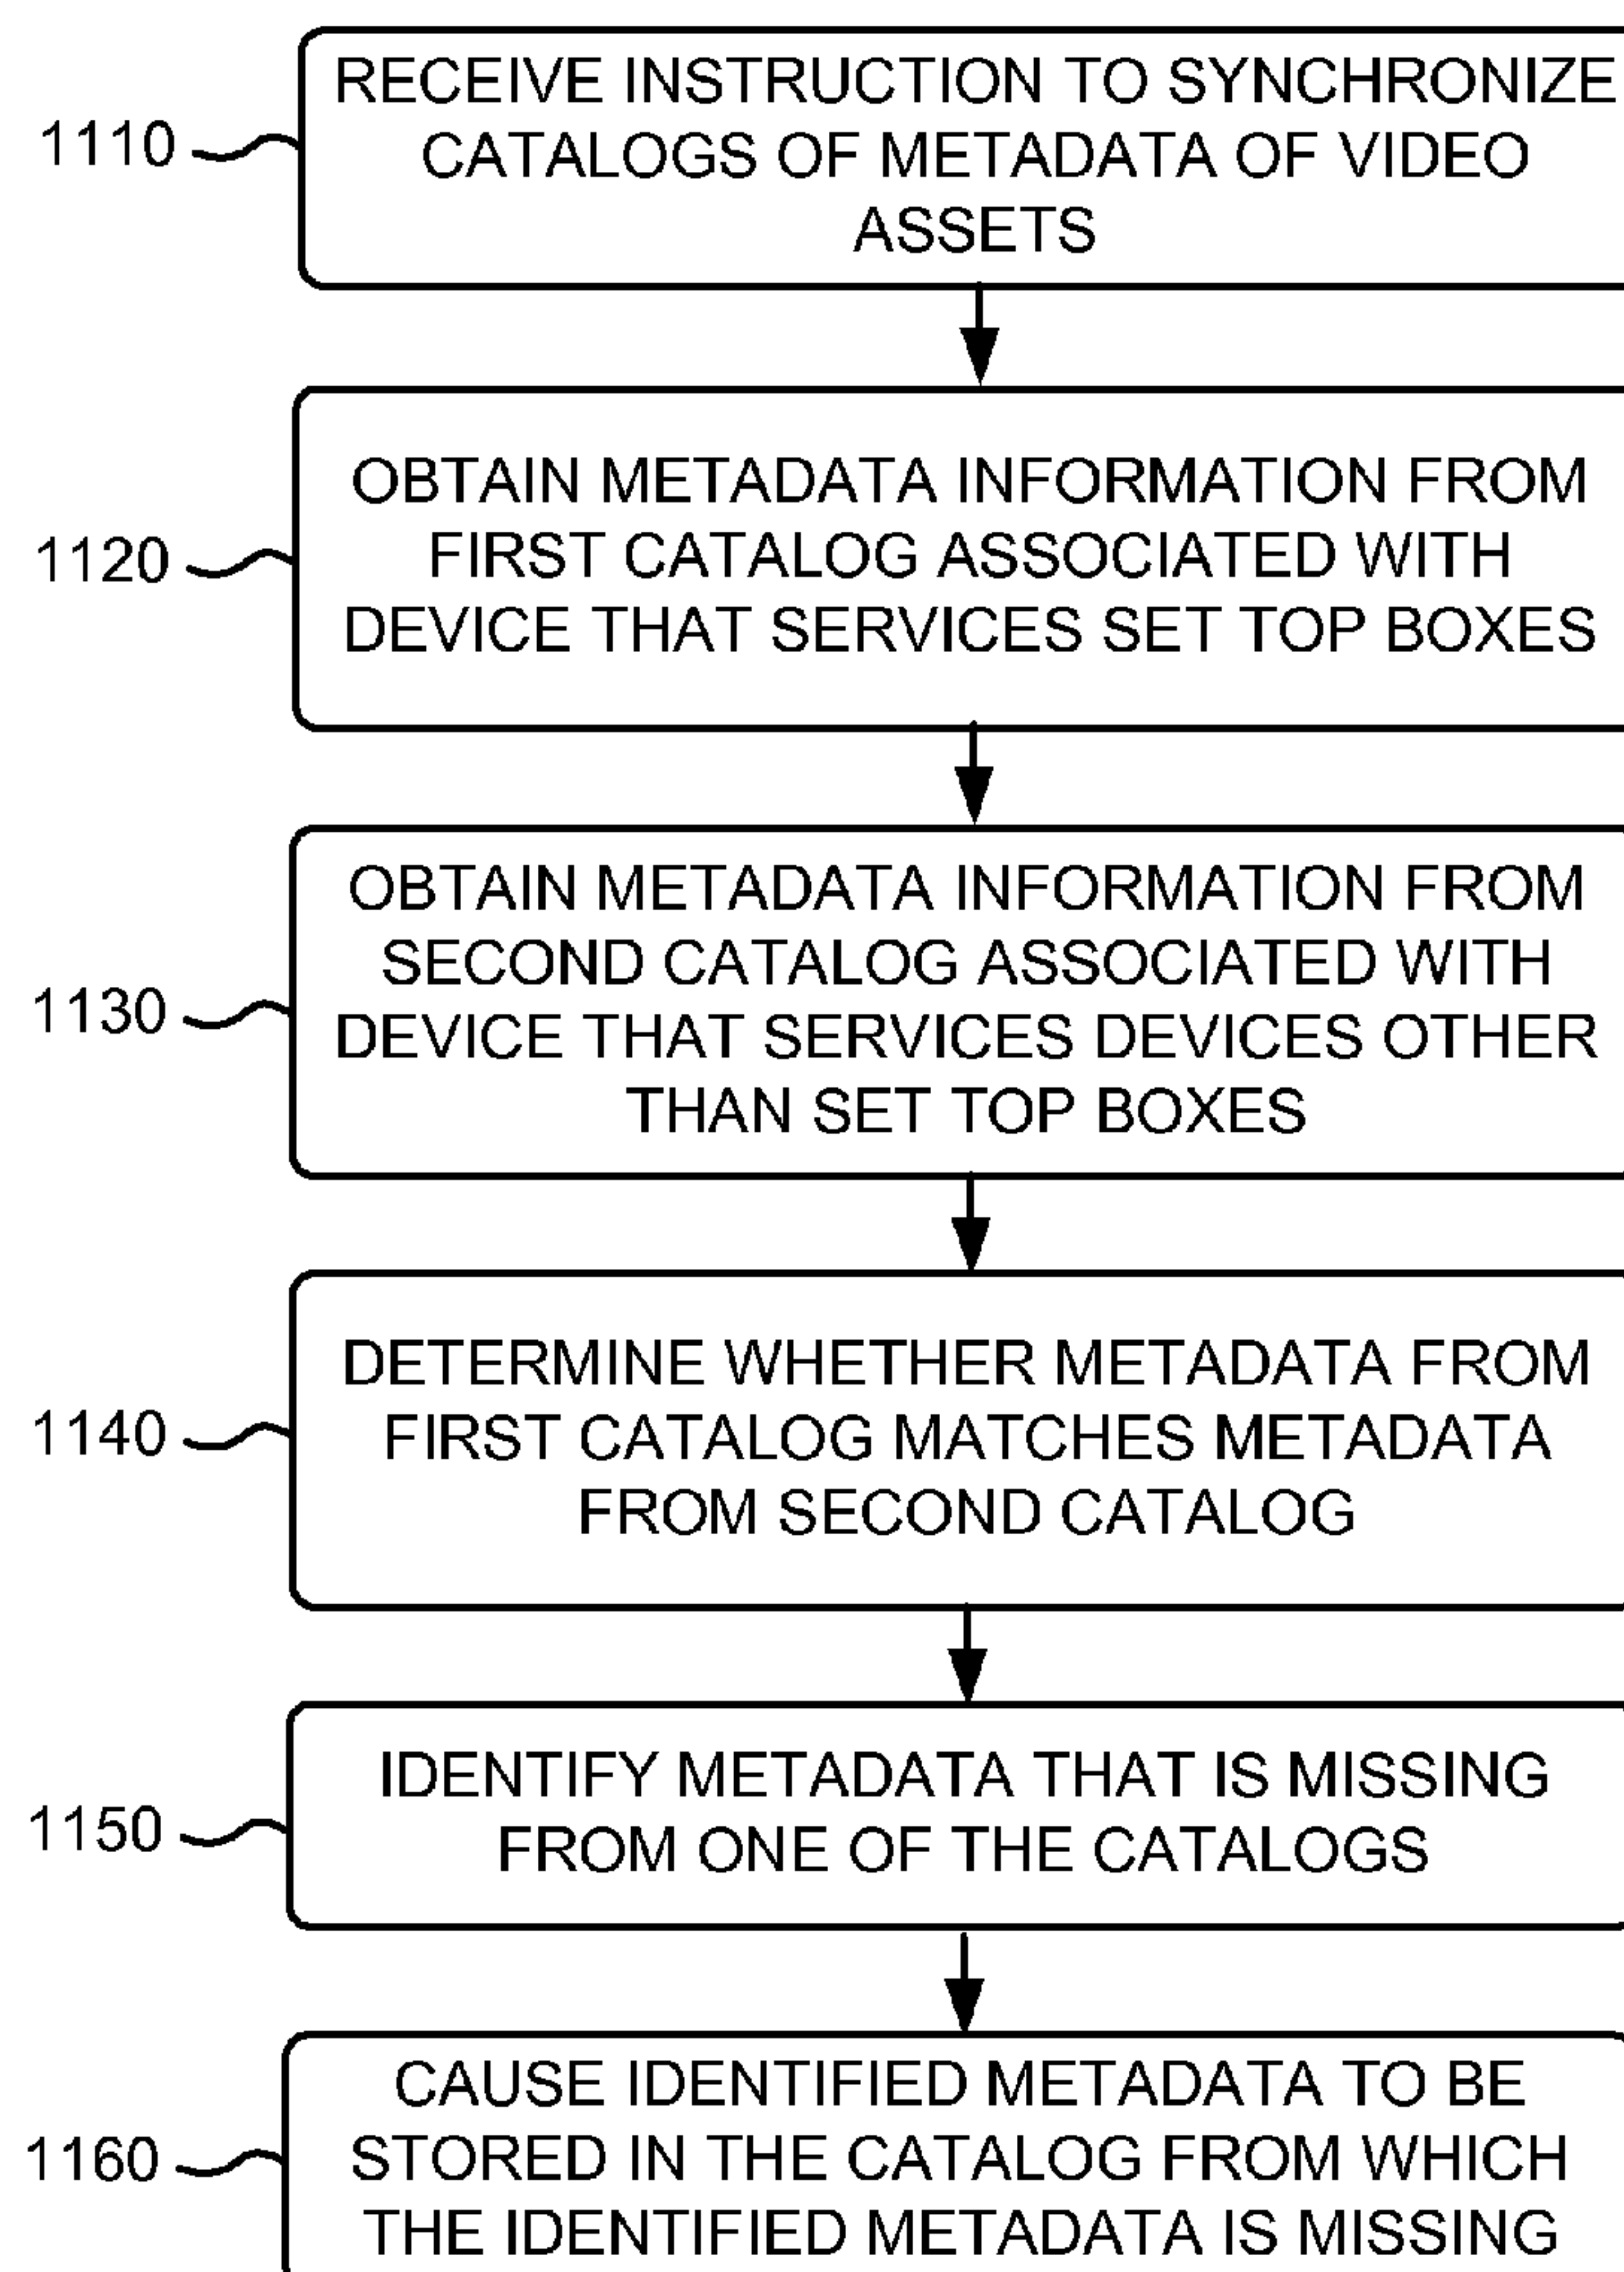 RECEIVE INSTRUCTION TO SYNCHRONIZE
1110
CATALOGS OF METADATA OF VIDEO
ASSETS
OBTAIN METADATA INFORMATION FROM
1120
FIRST CATALOG ASSOCIATED WITH
DEVICE THAT SERVICES SET TOP BOXES
OBTAIN METADATA INFORMATION FROM
SECOND CATALOG ASSOCIATED WITH
1130
DEVICE THAT SERVICES DEVICES OTHER
THAN SET TOP BOXES
DETERMINE WHETHER METADATA FROM
1140
FIRST CATALOG MATCHES METADATA
FROM SECOND CATALOG
IDENTIFY METADATA THAT IS MISSING
1150
FROM ONE OF THE CATALOGS
CAUSE IDENTIFIED METADATA TO BE
1160
STORED IN THE CATALOG FROM WHICH
THE IDENTIFIED METADATA IS MISSING